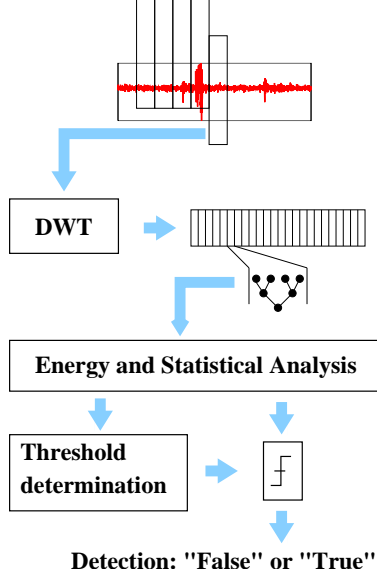 DWT
Energy and Statistical Analysis
Threshold
determination
Detection: "False" or "True"